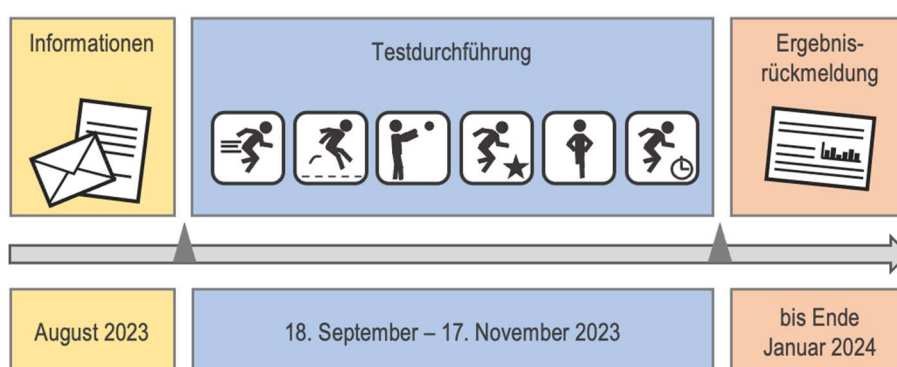 Informationen
Testdurchführung
Ergebnis-
rückmeldung
August 2023
18. September – 17. November 2023
bis Ende
Januar 2024